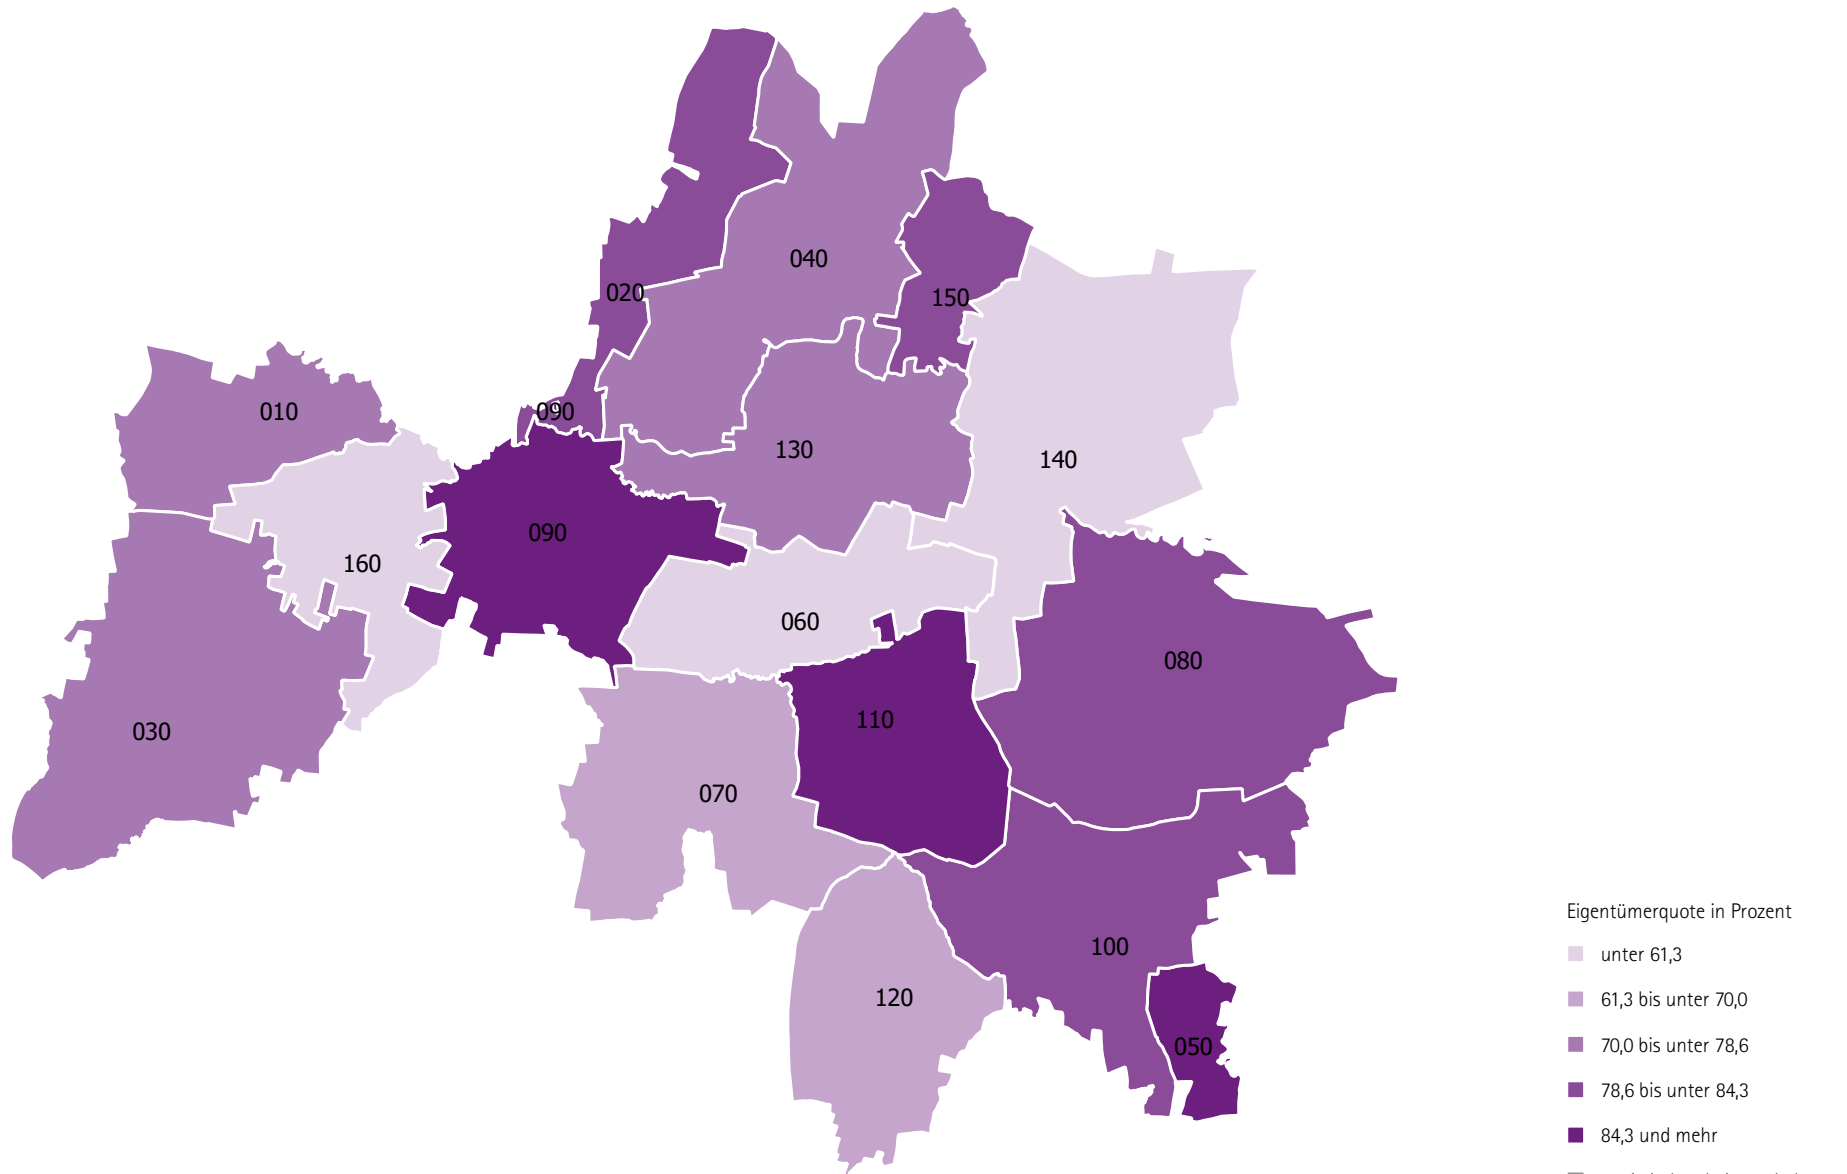 040
020
150
010
090
130
140
090
160
060
080
110
030
070
100
120
050
Eigentümerquote in Prozent
unter 61,3
61,3 bis unter 70,0
70,0 bis unter 78,6
78,6 bis unter 84,3
84,3 und mehr